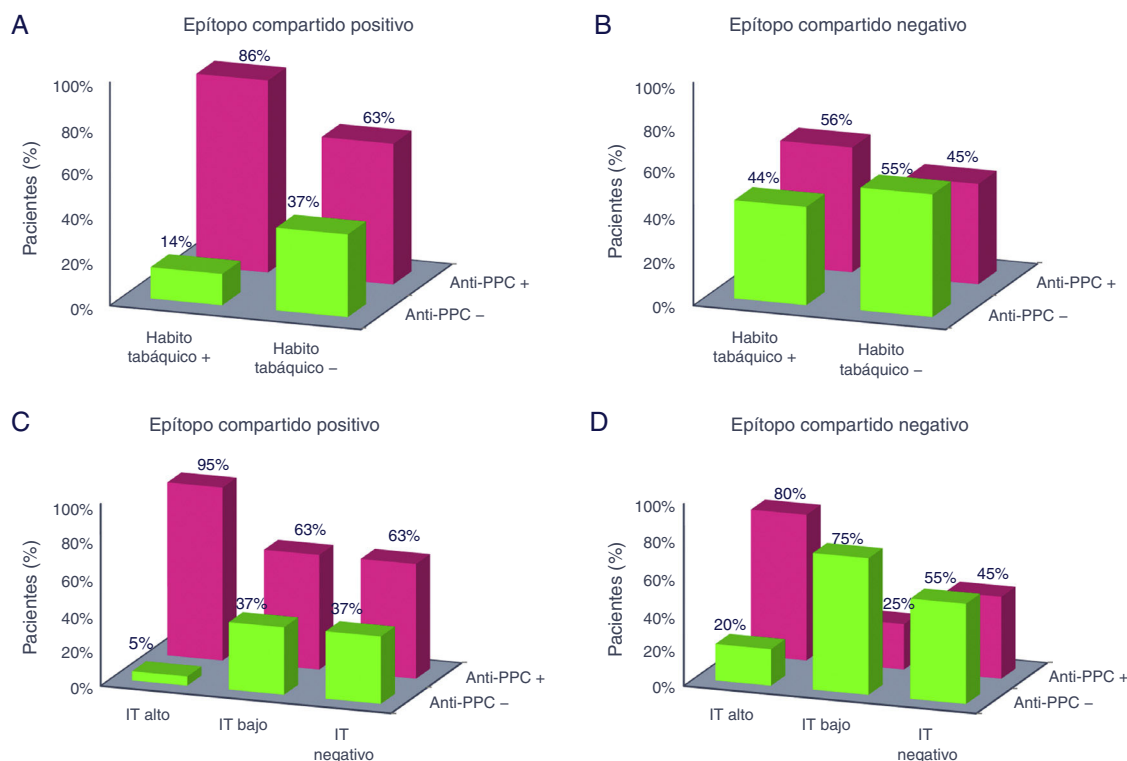 A
Epítopo compartido positivo
86%
63%
37%
14%
100%
80%
60%
40%
20%
0%
Pacientes (%)
Anti-PPC +
Anti-PPC –
Habito
tabáquico +
Habito
tabáquico –
B
Epítopo compartido negativo
56%
45%
55%
44%
100%
80%
60%
40%
20%
0%
Pacientes (%)
Anti-PPC +
Anti-PPC –
Habito
tabáquico +
Habito
tabáquico –
C
Epítopo compartido positivo
95%
63%
63%
37%
37%
5%
100%
80%
60%
40%
20%
0%
Pacientes (%)
Anti-PPC +
Anti-PPC –
IT alto
IT bajo
IT
negativo
D
Epítopo compartido negativo
80%
75%
25%
55%
45%
20%
100%
80%
60%
40%
20%
0%
Pacientes (%)
Anti-PPC +
Anti-PPC –
IT alto
IT bajo
IT
negativo